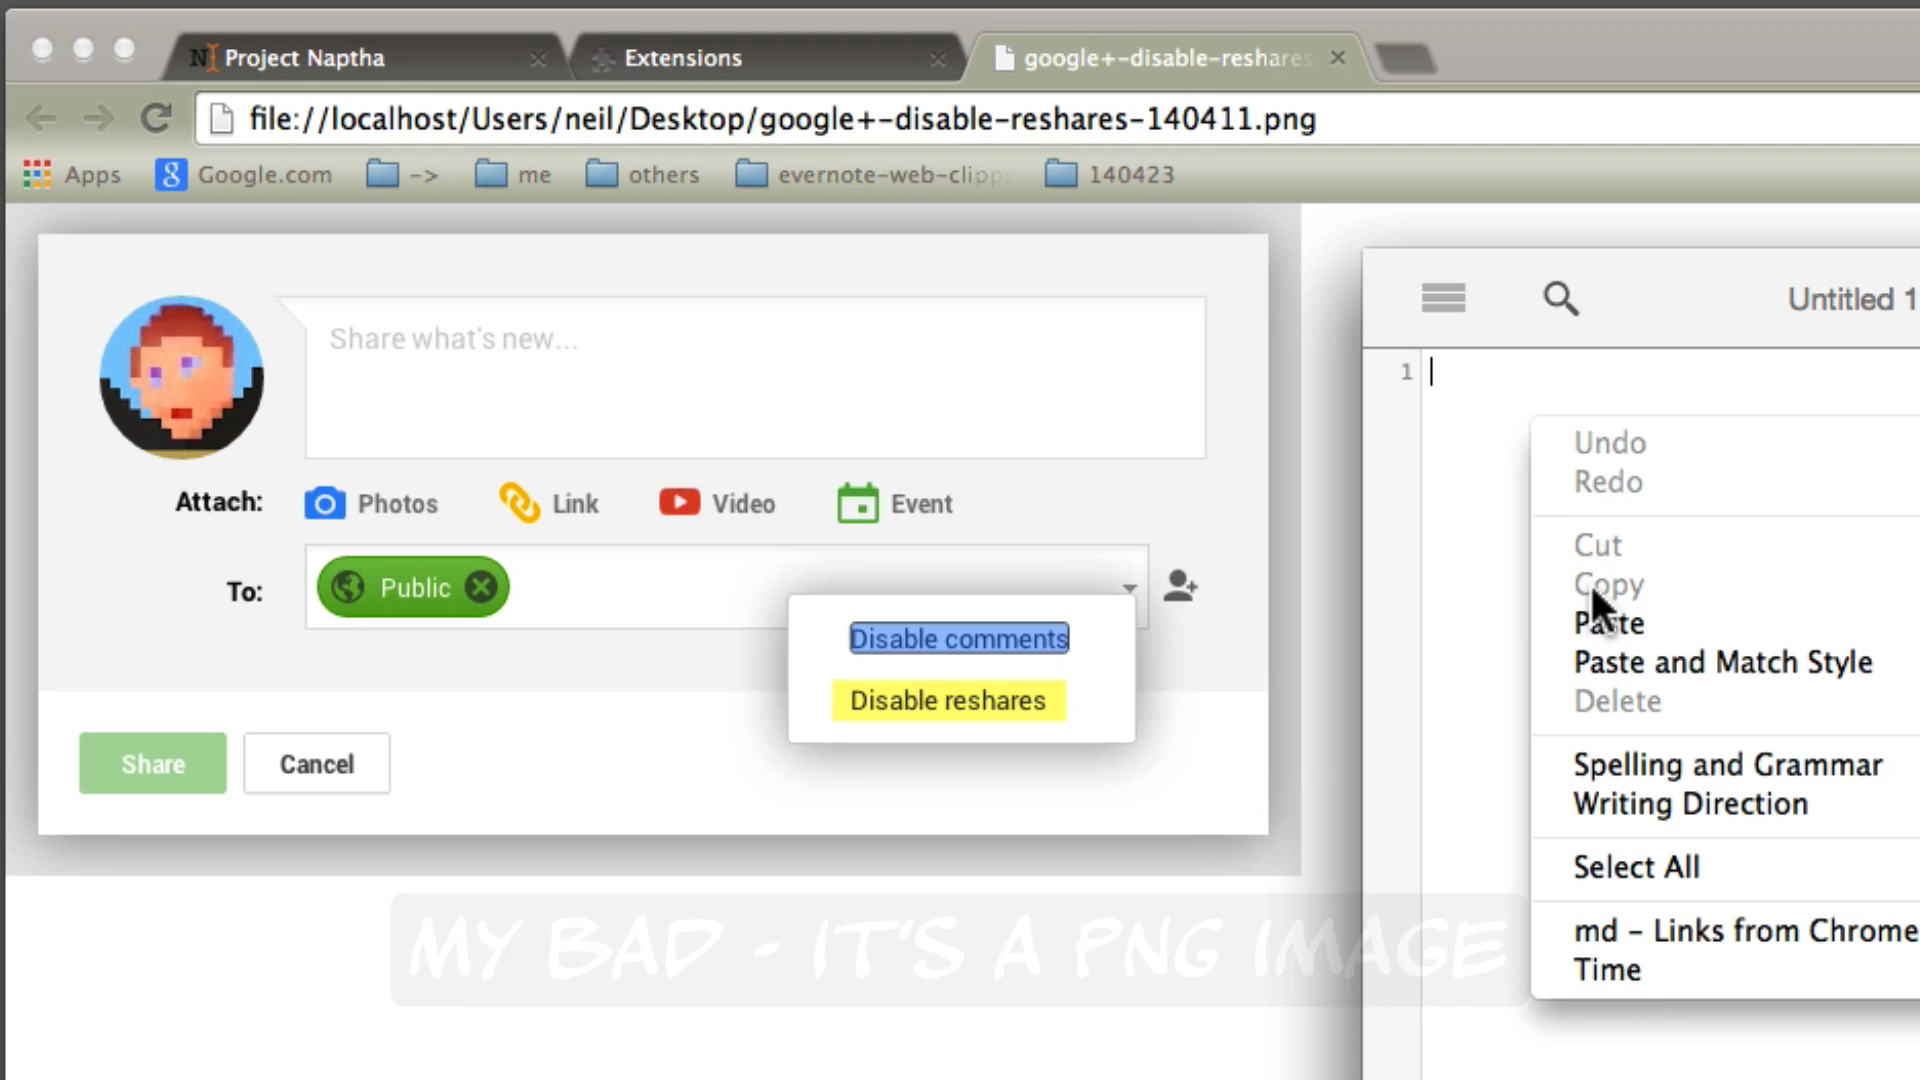 Project Naptha
Extensions
google+-disable-reshares
file://localhost/Users/neil/Desktop/google+-disable-reshares-140411.png
Apps
Google.com
->
me
others
evernote-web-clipp
140423
Share what's new...
Attach:
Photos
Link
Video
Event
To:
Public
Disable comments
Disable reshares
Share
Cancel
Untitled 1
1
Undo
Redo
Cut
Copy
Paste
Paste and Match Style
Delete
Spelling and Grammar
Writing Direction
Select All
md - Links from Chrome
Time
MY BAD - IT'S A PNG IMAGE